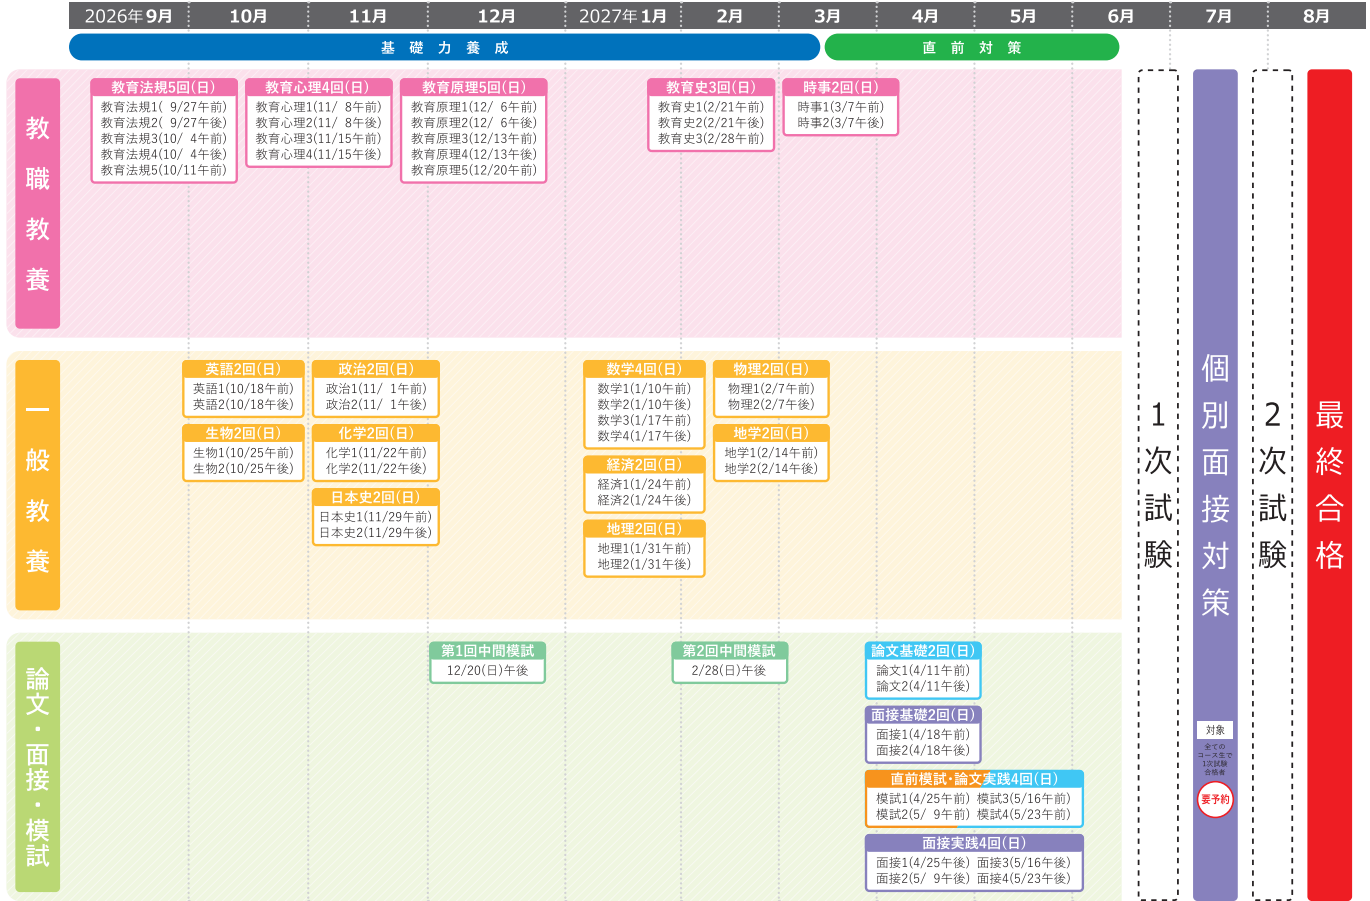 2026年 9月
10月
11月
12月
2027年 1月
2月
3月
4月
5月
6月
7月
8月
基礎力養成
直前対策
教職教養
教育法規5回(日)
教育法規1( 9/27午前)
教育法規2( 9/27午後)
教育法規3(10/ 4午前)
教育法規4(10/ 4午後)
教育法規5(10/11午前)
教育心理4回(日)
教育心理1(11/ 8午前)
教育心理2(11/ 8午後)
教育心理3(11/15午前)
教育心理4(11/15午後)
教育原理5回(日)
教育原理1(12/ 6午前)
教育原理2(12/ 6午後)
教育原理3(12/13午前)
教育原理4(12/13午後)
教育原理5(12/20午前)
教育史3回(日)
教育史1(2/21午前)
教育史2(2/21午後)
教育史3(2/28午前)
時事2回(日)
時事1(3/7午前)
時事2(3/7午後)
一般教養
英語2回(日)
英語1(10/18午前)
英語2(10/18午後)
生物2回(日)
生物1(10/25午前)
生物2(10/25午後)
政治2回(日)
政治1(11/ 1午前)
政治2(11/ 1午後)
化学2回(日)
化学1(11/22午前)
化学2(11/22午後)
日本史2回(日)
日本史1(11/29午前)
日本史2(11/29午後)
数学4回(日)
数学1(1/10午前)
数学2(1/10午後)
数学3(1/17午前)
数学4(1/17午後)
経済2回(日)
経済1(1/24午前)
経済2(1/24午後)
地理2回(日)
地理1(1/31午前)
地理2(1/31午後)
物理2回(日)
物理1(2/7午前)
物理2(2/7午後)
地学2回(日)
地学1(2/14午前)
地学2(2/14午後)
論文・面接・模試
第1回中間模試
12/20(日)午後
第2回中間模試
2/28(日)午後
論文基礎2回(日)
論文1(4/11午前)
論文2(4/11午後)
面接基礎2回(日)
面接1(4/18午前)
面接2(4/18午後)
直前模試・論文実践4回(日)
模試1(4/25午前) 模試3(5/16午前)
模試2(5/ 9午前) 模試4(5/23午前)
面接実践4回(日)
面接1(4/25午後) 面接3(5/16午後)
面接2(5/ 9午後) 面接4(5/23午後)
1次試験
個別面接対策
対象
全ての
コース生で
1次試験
合格者
要予約
2次試験
最終合格